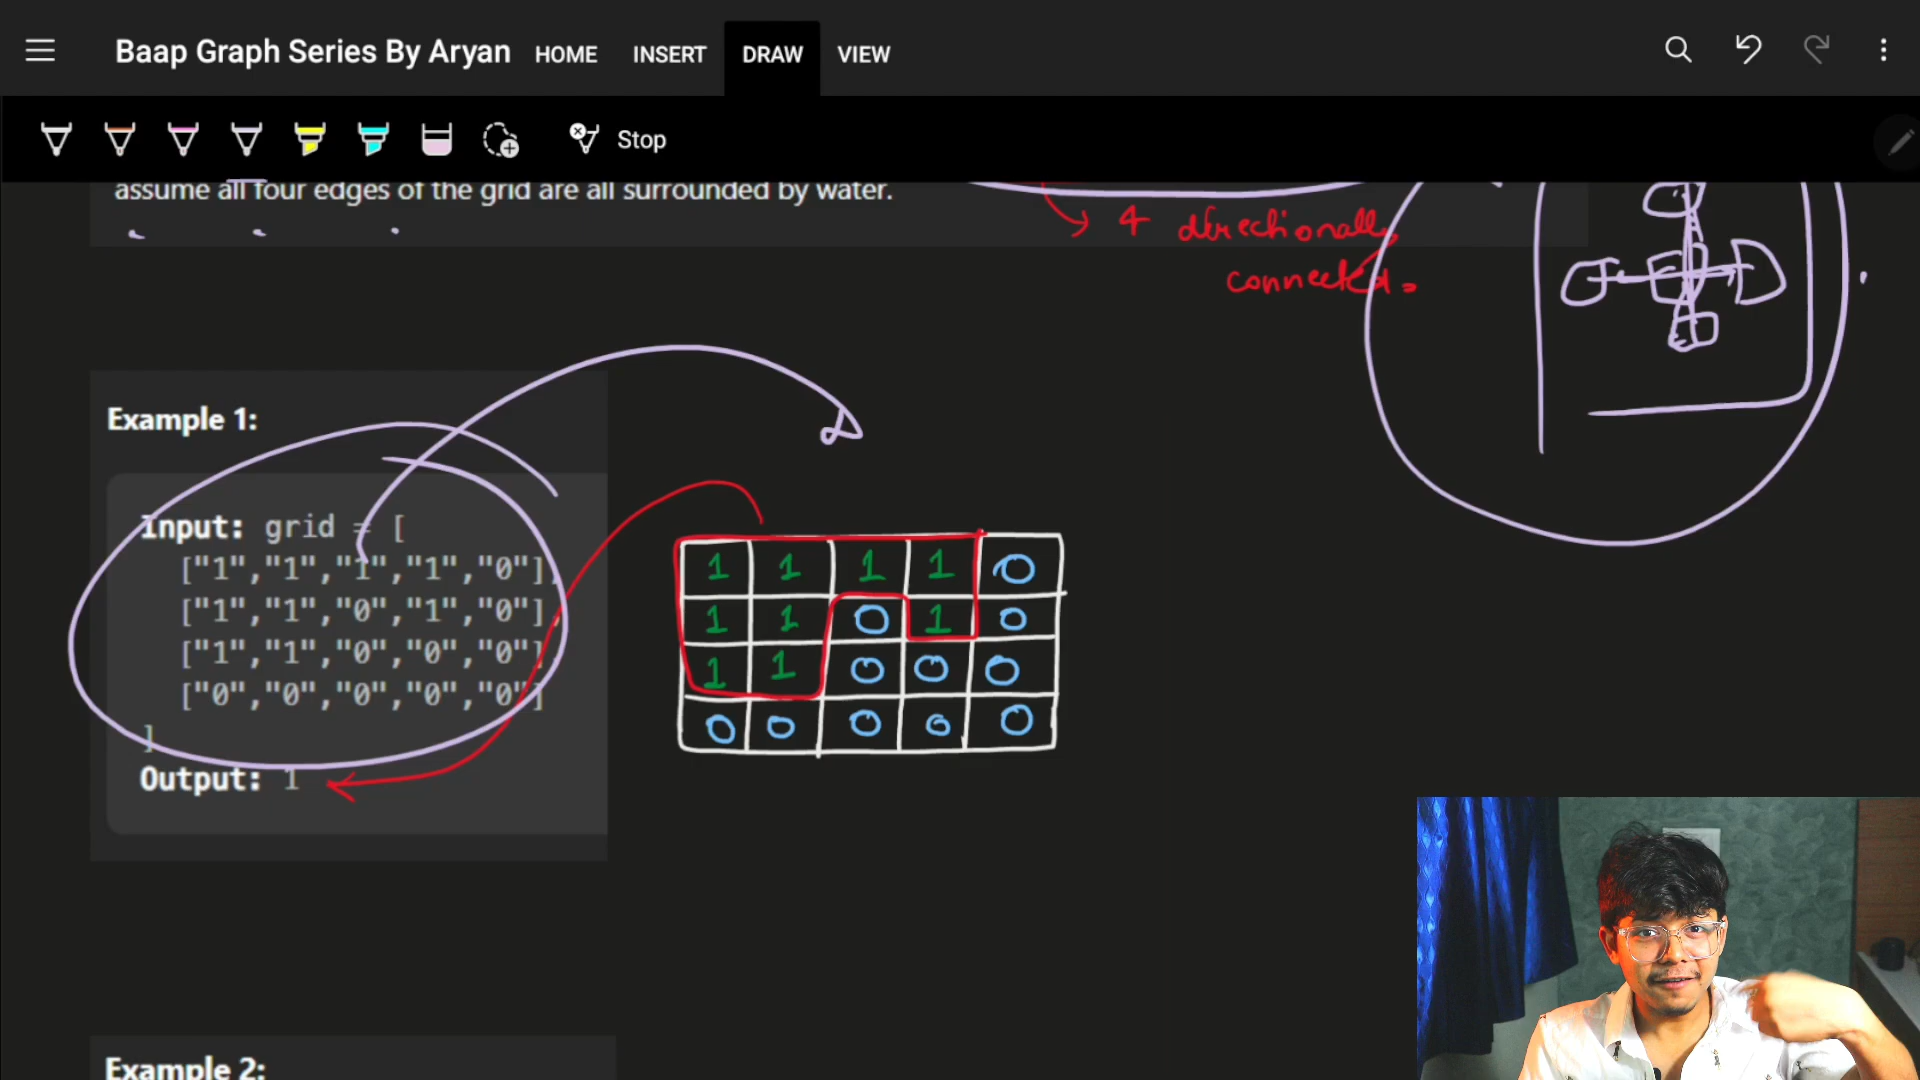 Baap Graph Series By Aryan HOME INSERT DRAW VIEW
Stop
assume all four edges of the grid are all surrounded by water.
4 directionally
connected.
Example 1:
Input: grid = [
["1","1","1","1","0"],
["1","1","0","1","0"],
["1","1","0","0","0"],
["0","0","0","0","0"]
]
Output: 1
1 1 1 1 0
1 1 0 1 0
1 1 0 0 0
0 0 0 0 0
Example 2: